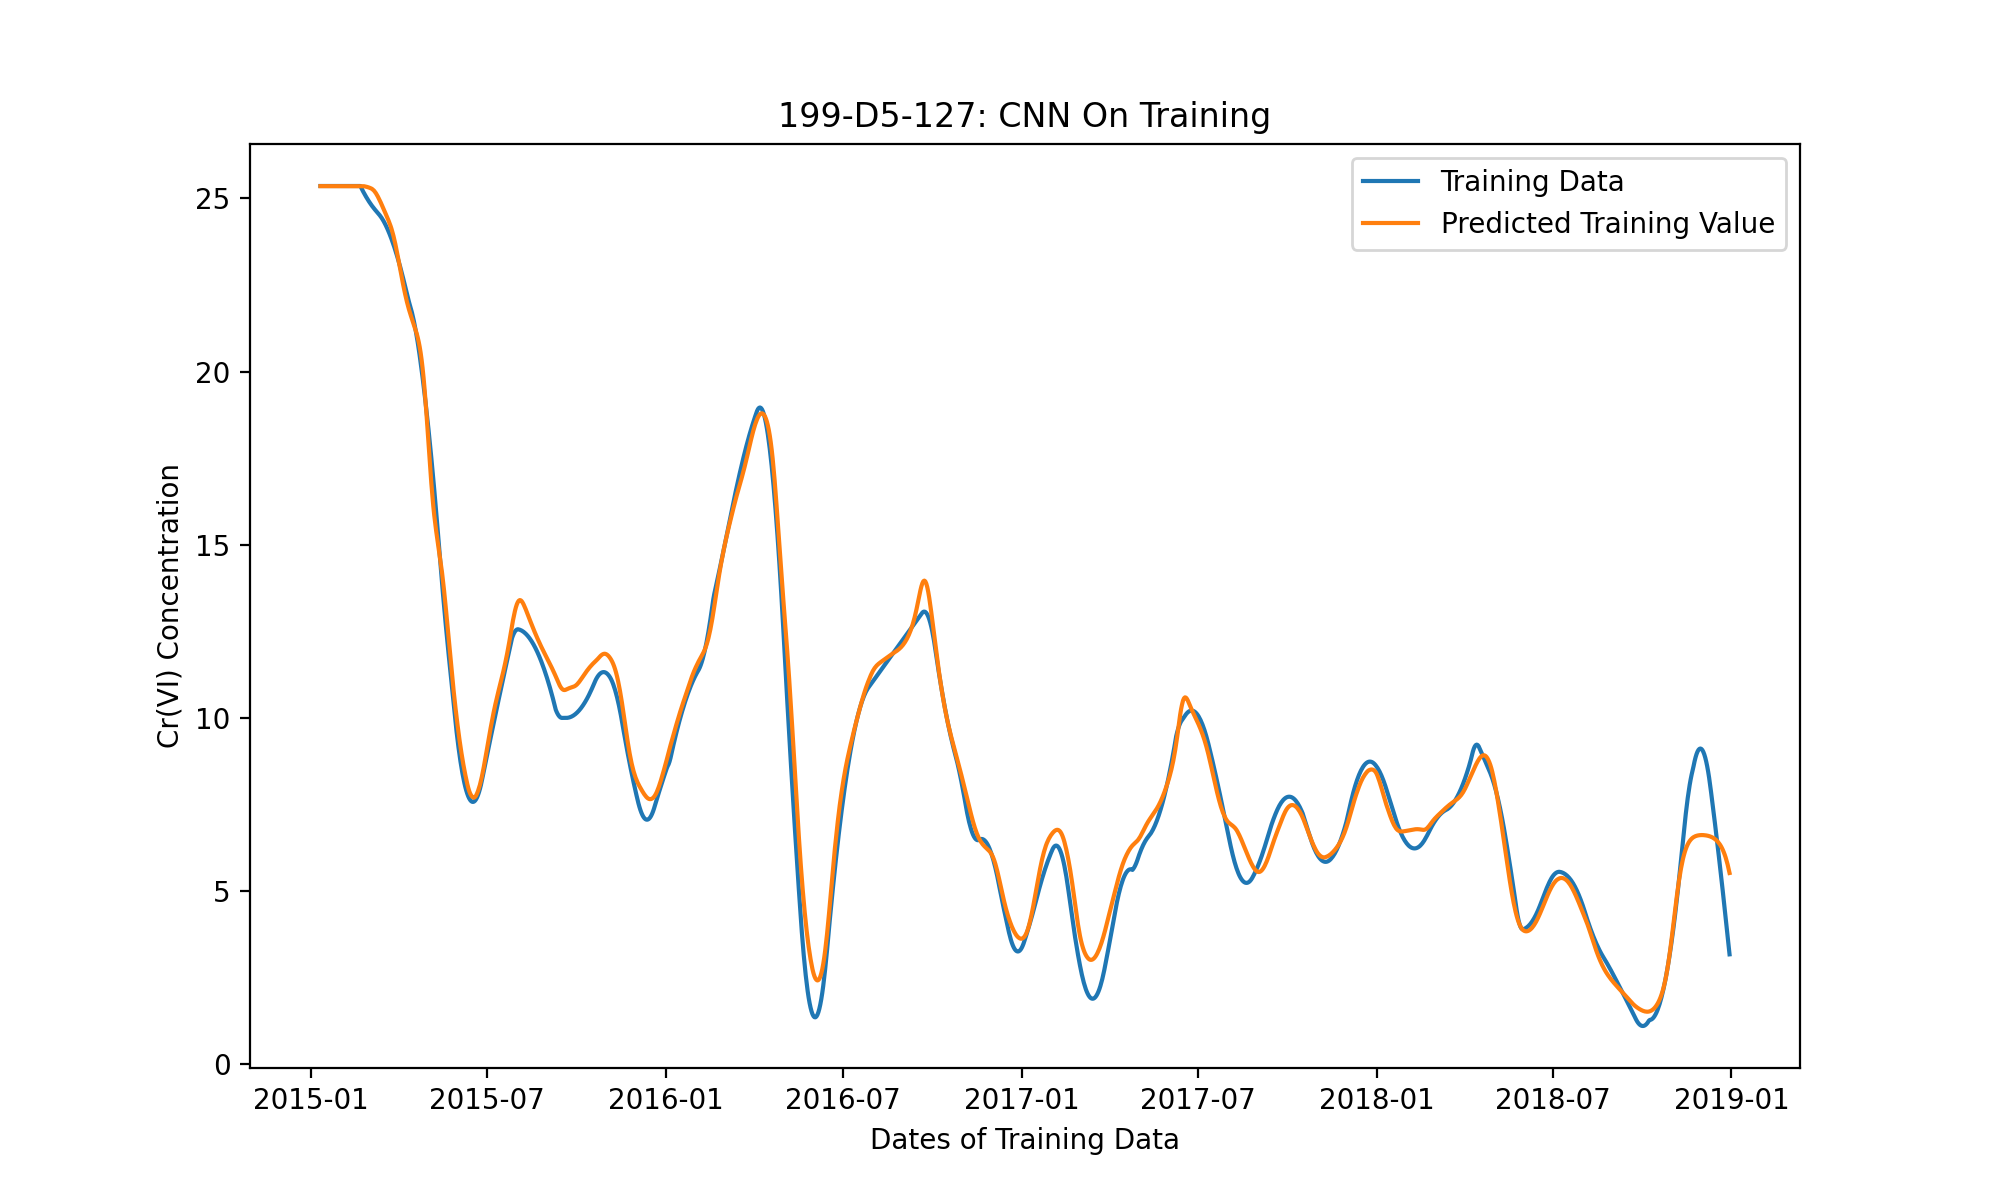 199-D5-127: CNN On Training
Training Data
Predicted Training Value
25
20
15
10
5
0
Cr(VI) Concentration
2015-01 2015-07 2016-01 2016-07 2017-01 2017-07 2018-01 2018-07 2019-01
Dates of Training Data